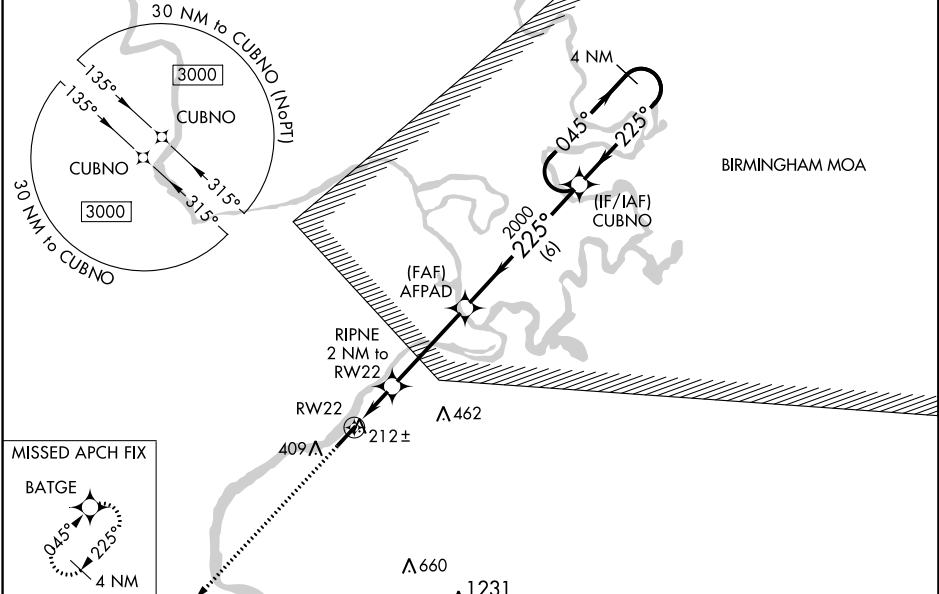 30 NM to CUBNO (NoPT)
135°
3000
CUBNO
315°
135°
CUBNO
315°
3000
30 NM to CUBNO
4 NM
045°
225°
BIRMINGHAM MOA
(IF/IAF)
CUBNO
2000
225°
(6)
(FAF)
AFPAD
RIPNE
2 NM to
RW22
RW22
462
212±
409
MISSED APCH FIX
BATGE
045°
225°
4 NM
660
1231